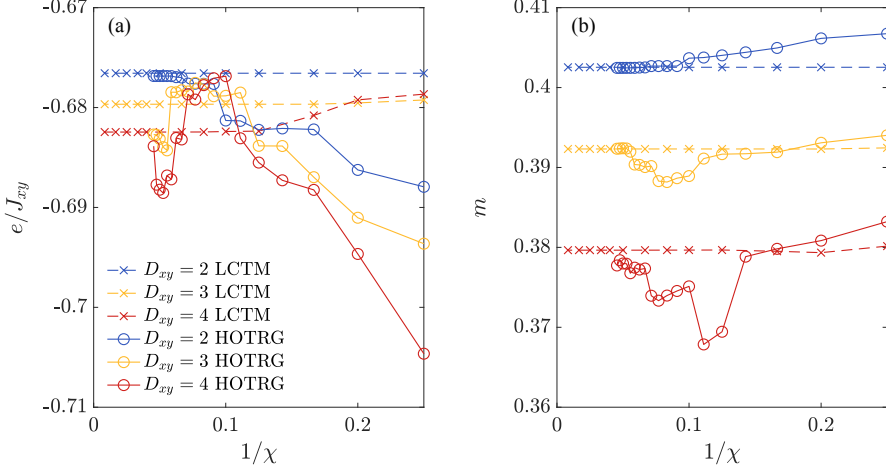 (a)
-0.67
-0.68
-0.69
-0.7
-0.71
e/J_{xy}
D_{xy} = 2 LCTM
D_{xy} = 3 LCTM
D_{xy} = 4 LCTM
D_{xy} = 2 HOTRG
D_{xy} = 3 HOTRG
D_{xy} = 4 HOTRG
0 0.1 0.2
1/χ
(b)
0.4
0.39
0.38
0.37
0.36
m
0 0.1 0.2
1/χ